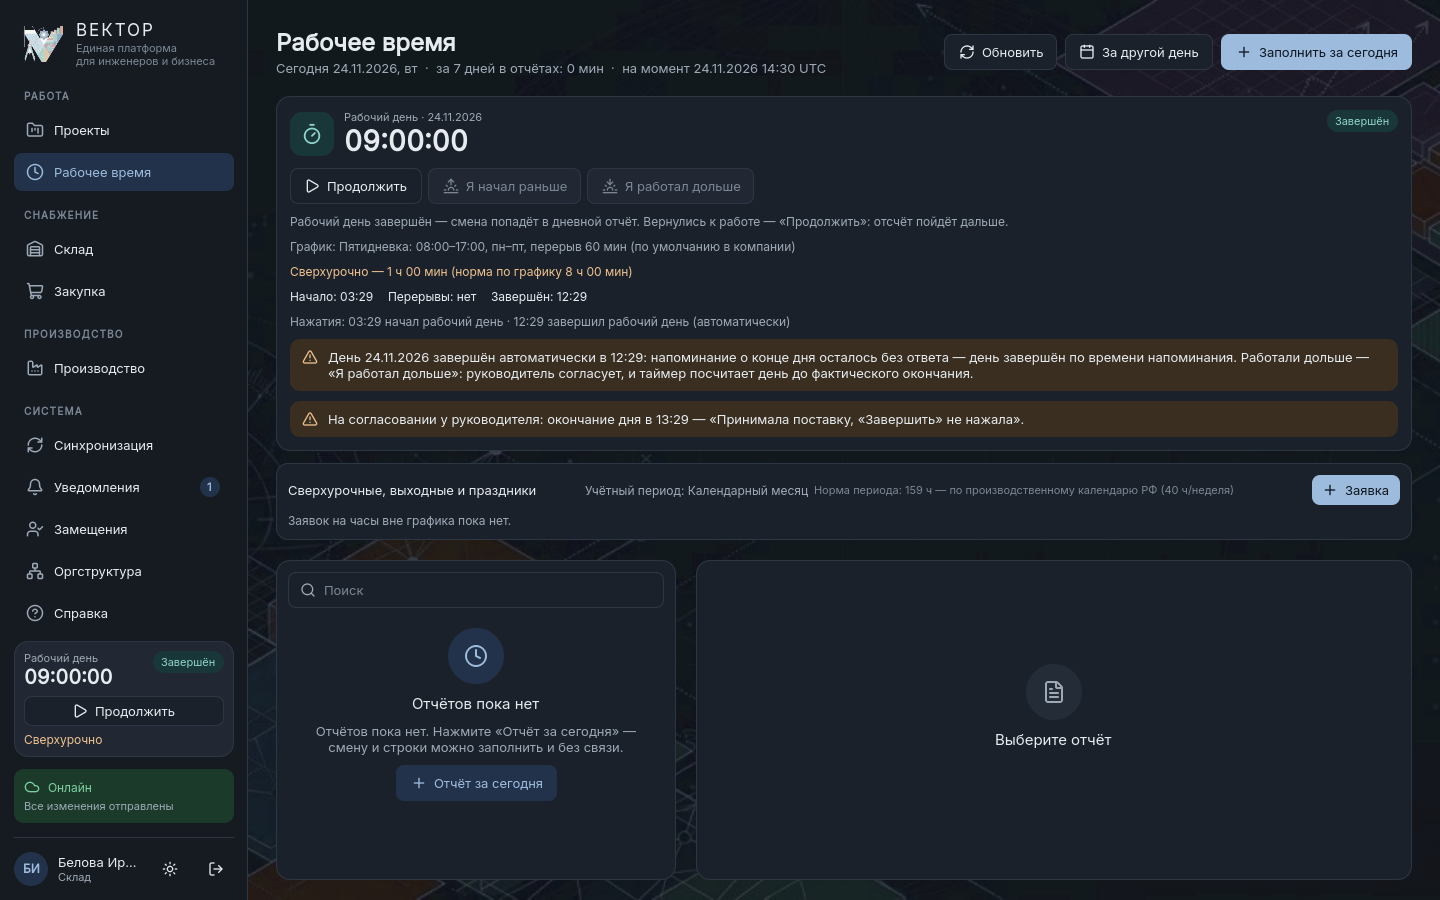 ВЕКТОР
Единая платформа
для инженеров и бизнеса
РАБОТА
Проекты
Рабочее время
СНАБЖЕНИЕ
Склад
Закупка
ПРОИЗВОДСТВО
Производство
СИСТЕМА
Синхронизация
Уведомления 1
Замещения
Оргструктура
Справка
Рабочий день Завершён
09:00:00
Продолжить
Сверхурочно
Онлайн
Все изменения отправлены
БИ Белова Ир...
Склад
Рабочее время
Сегодня 24.11.2026, вт · за 7 дней в отчётах: 0 мин · на момент 24.11.2026 14:30 UTC
Обновить За другой день Заполнить за сегодня
Рабочий день · 24.11.2026 Завершён
09:00:00
Продолжить Я начал раньше Я работал дольше
Рабочий день завершён — смена попадёт в дневной отчёт. Вернулись к работе — «Продолжить»: отсчёт пойдёт дальше.
График: Пятидневка: 08:00–17:00, пн–пт, перерыв 60 мин (по умолчанию в компании)
Сверхурочно — 1 ч 00 мин (норма по графику 8 ч 00 мин)
Начало: 03:29 Перерывы: нет Завершён: 12:29
Нажатия: 03:29 начал рабочий день · 12:29 завершил рабочий день (автоматически)
День 24.11.2026 завершён автоматически в 12:29: напоминание о конце дня осталось без ответа — день завершён по времени напоминания. Работали дольше —
«Я работал дольше»: руководитель согласует, и таймер посчитает день до фактического окончания.
На согласовании у руководителя: окончание дня в 13:29 — «Принимала поставку, «Завершить» не нажала».
Сверхурочные, выходные и праздники Учётный период: Календарный месяц Норма периода: 159 ч — по производственному календарю РФ (40 ч/неделя) Заявка
Заявок на часы вне графика пока нет.
Поиск
Отчётов пока нет
Отчётов пока нет. Нажмите «Отчёт за сегодня» —
смену и строки можно заполнить и без связи.
Отчёт за сегодня
Выберите отчёт